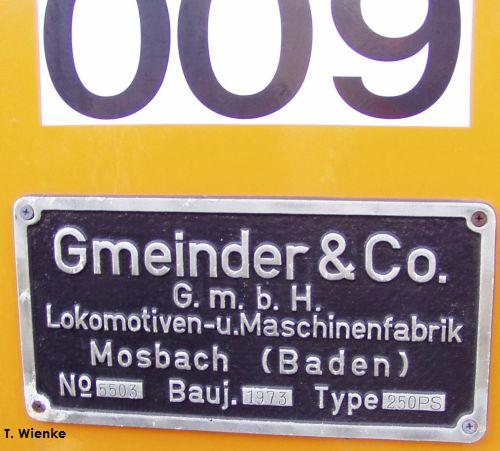 009
Gmeinder & Co.
G. m. b. H.
Lokomotiven-u. Maschinenfabrik
Mosbach (Baden)
No 5503 Bauj. 1973 Type 250PS
T. Wienke